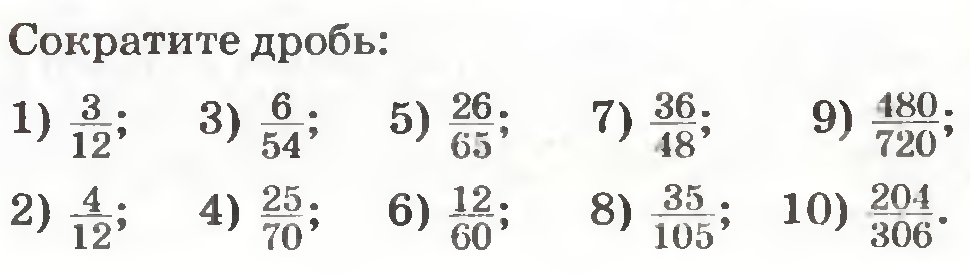 Сократите дробь:
1) 3/12; 3) 6/54; 5) 26/65; 7) 36/48; 9) 480/720;
2) 4/12; 4) 25/70; 6) 12/60; 8) 35/105; 10) 204/306.